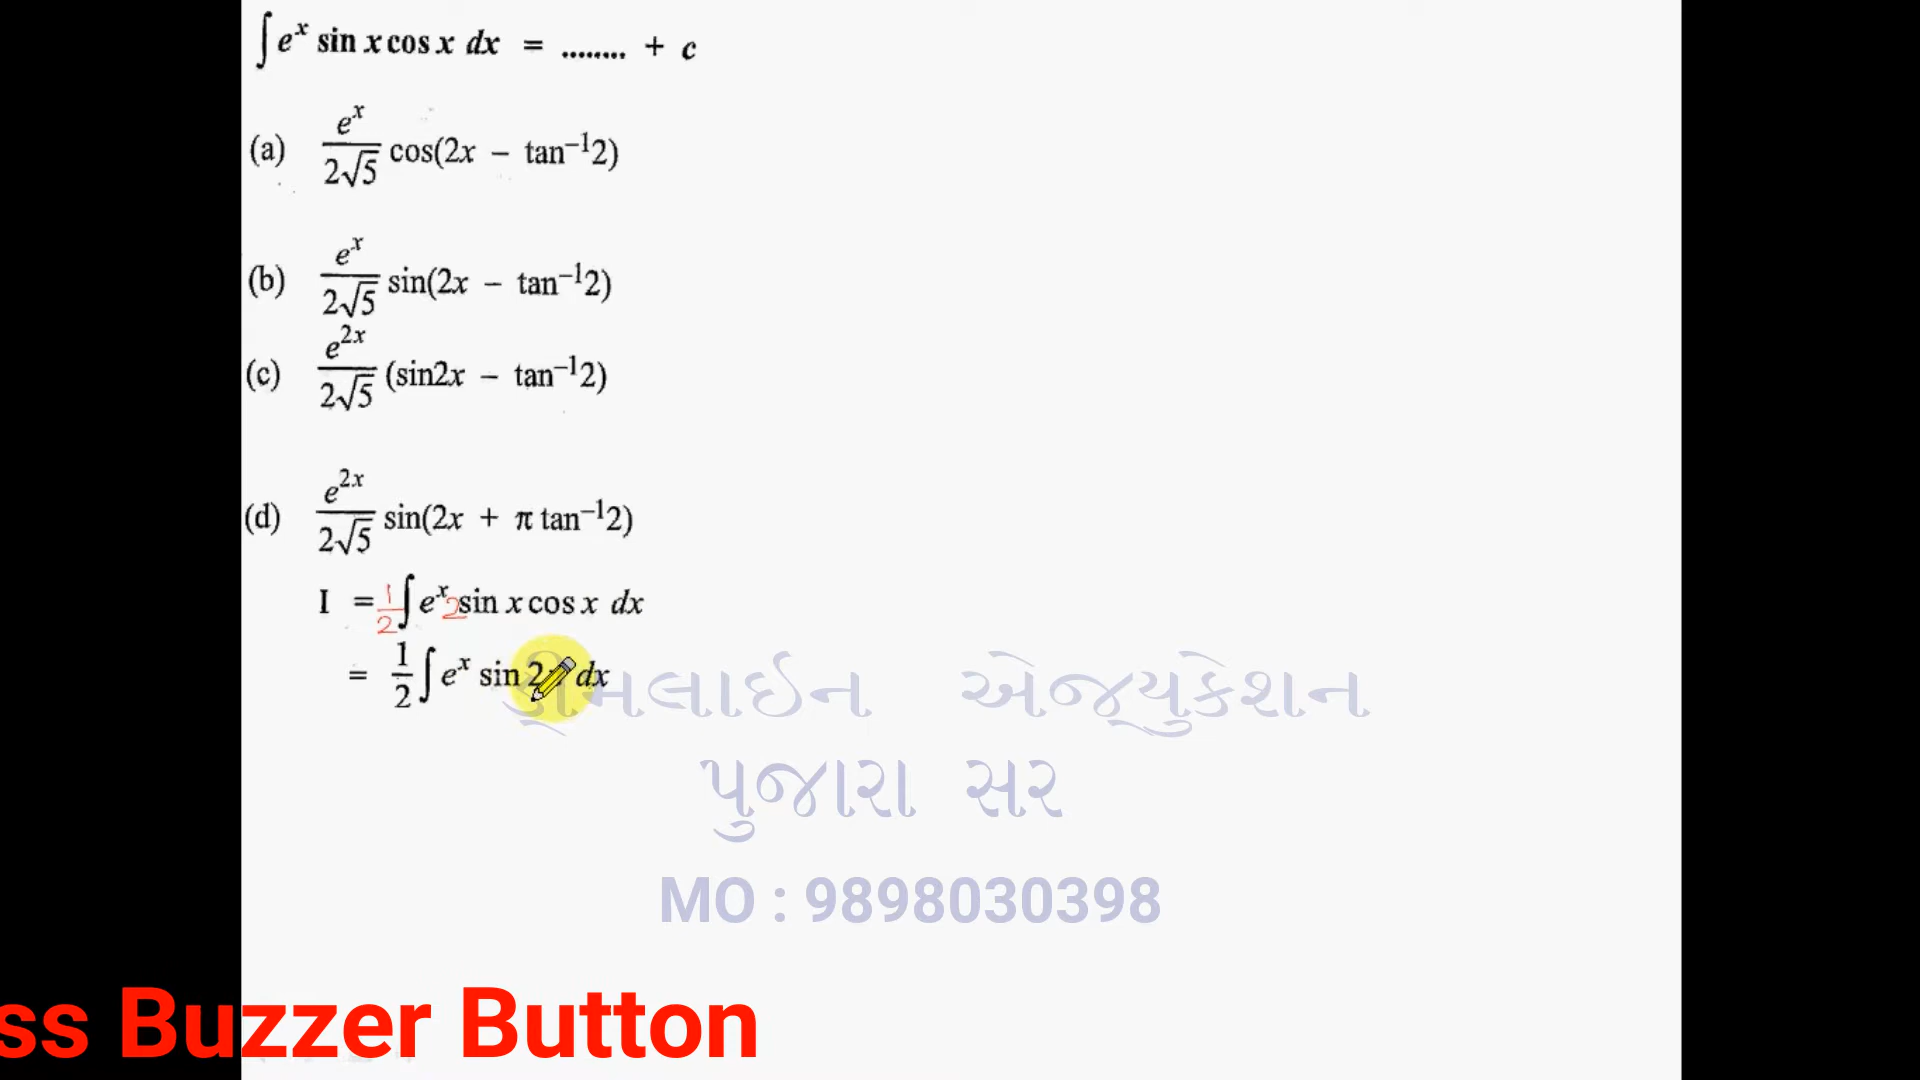 ∫ e^x sin x cos x dx = ........ + c
(a) e^x/2√5 cos(2x − tan⁻¹2)
(b) e^x/2√5 sin(2x − tan⁻¹2)
(c) e^2x/2√5 (sin2x − tan⁻¹2)
(d) e^2x/2√5 sin(2x + π tan⁻¹2)
I = 1/2 ∫ e^x 2 sin x cos x dx
= 1/2 ∫ e^x sin 2x dx
ડ્રીમલાઇન એજ્યુકેશન
પુજારા સર
MO : 9898030398
ss Buzzer Button